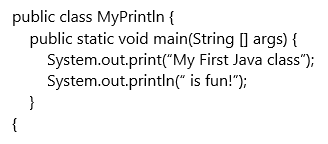 public class MyPrintln {
public static void main(String [] args) {
System.out.print(“My First Java class”);
System.out.println(“ is fun!”);
}
{